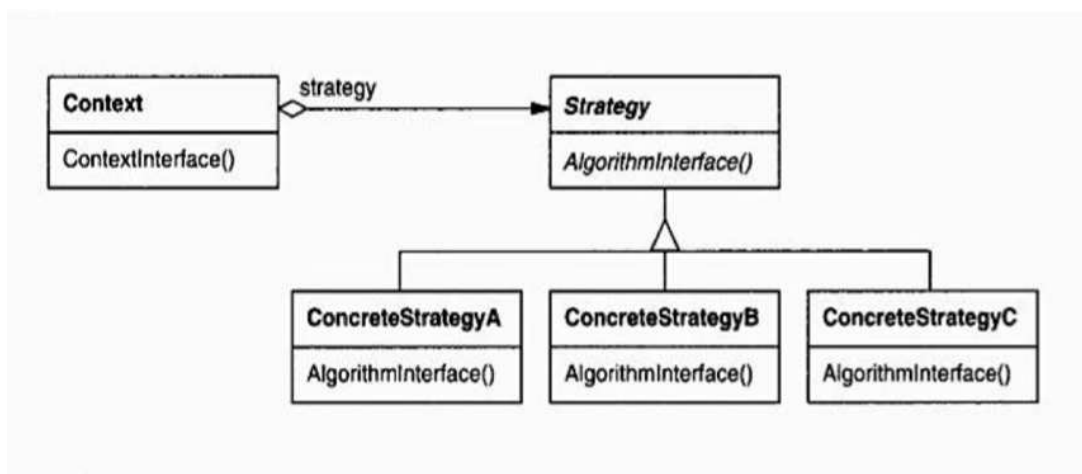 strategy
Context
ContextInterface()
Strategy
AlgorithmInterface()
ConcreteStrategyA
AlgorithmInterface()
ConcreteStrategyB
AlgorithmInterface()
ConcreteStrategyC
AlgorithmInterface()